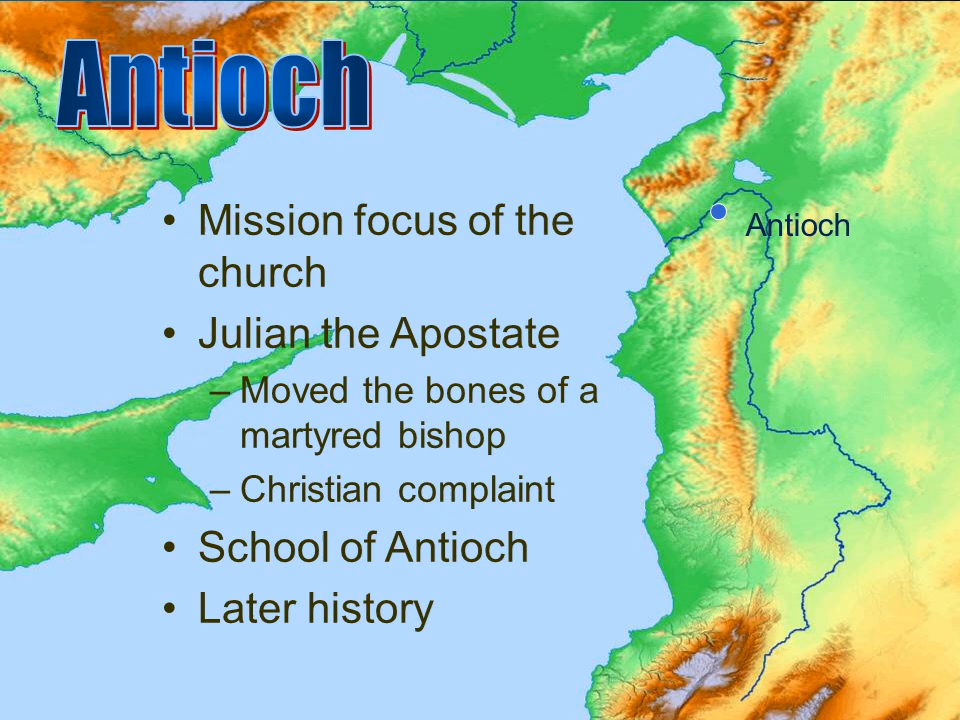 Antioch
• Mission focus of the
church
• Julian the Apostate
– Moved the bones of a
martyred bishop
– Christian complaint
• School of Antioch
• Later history
Antioch